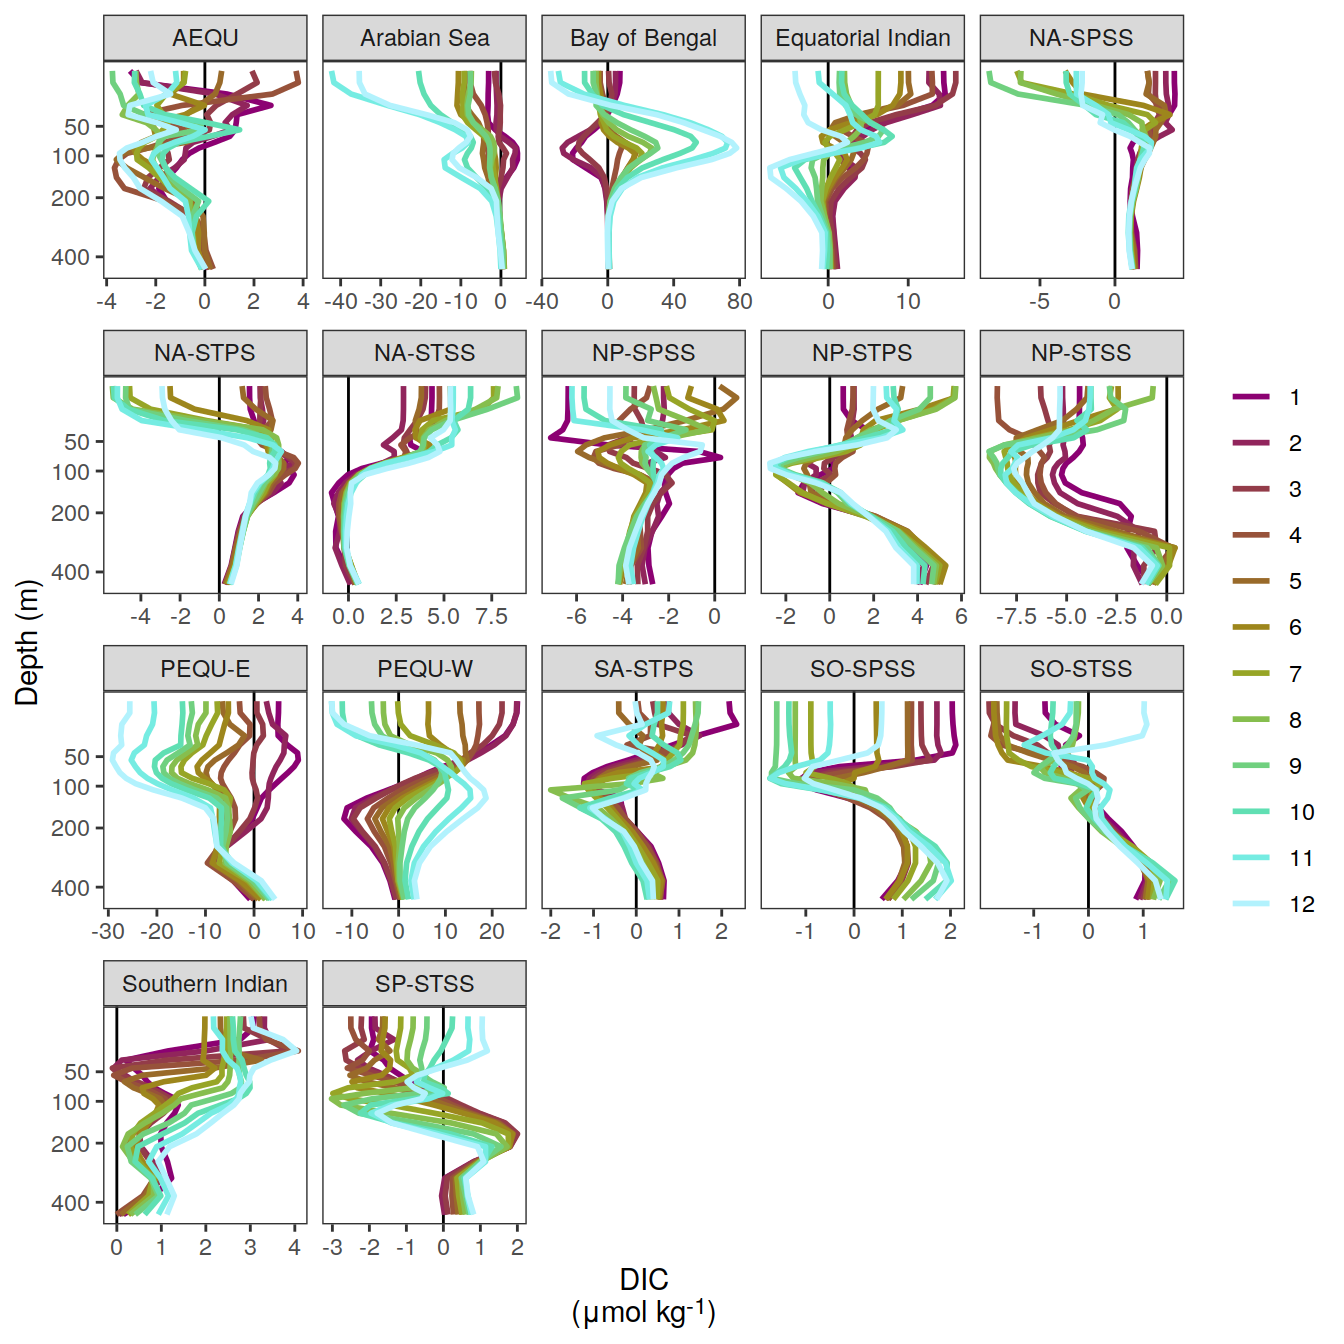 AEQU Arabian Sea Bay of Bengal Equatorial Indian NA-SPSS
50
100
200
400
-4 -2 0 2 4 -40 -30 -20 -10 0 -40 0 40 80 0 10 -5 0
NA-STPS NA-STSS NP-SPSS NP-STPS NP-STSS
50
100
200
400
-4 -2 0 2 4 0.0 2.5 5.0 7.5 -6 -4 -2 0 -2 0 2 4 6 -7.5 -5.0 -2.5 0.0
PEQU-E PEQU-W SA-STPS SO-SPSS SO-STSS
50
100
200
400
-30 -20 -10 0 10 -10 0 10 20 -2 -1 0 1 2 -1 0 1 2 -1 0 1
Southern Indian SP-STSS
50
100
200
400
0 1 2 3 4 -3 -2 -1 0 1 2
Depth (m)
DIC
(µmol kg⁻¹)
1
2
3
4
5
6
7
8
9
10
11
12